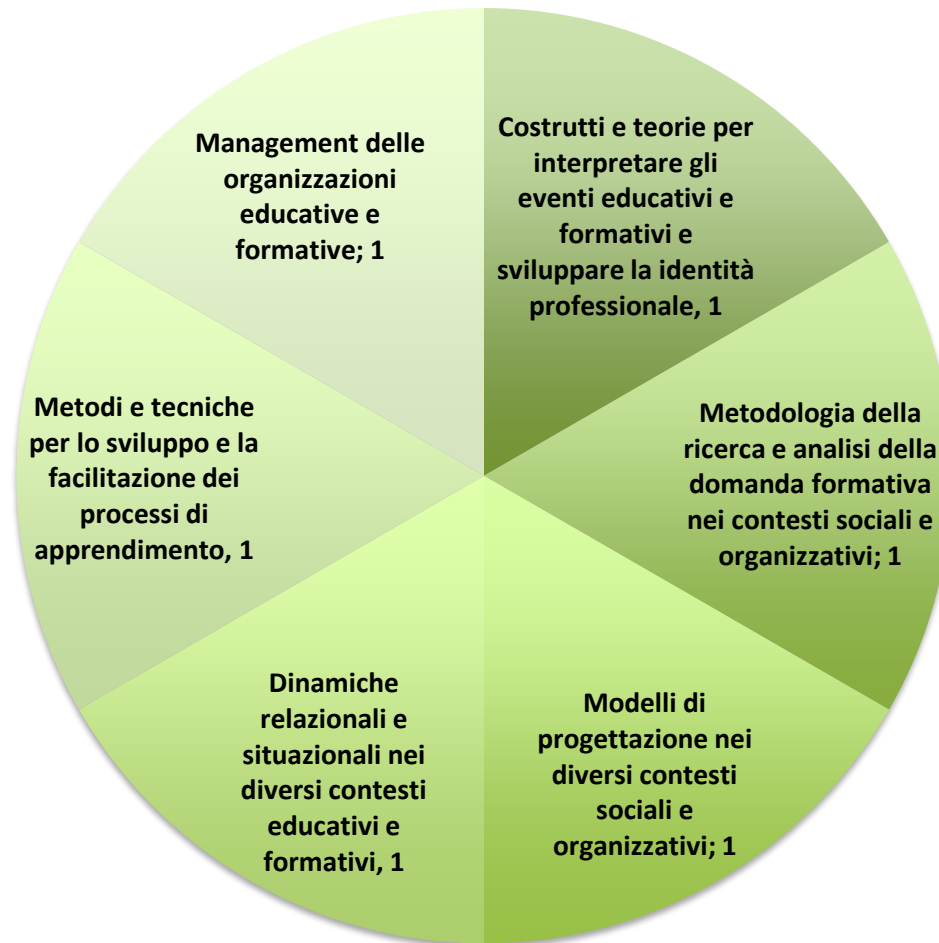 Management delle
organizzazioni
educative e
formative; 1
Costrutti e teorie per
interpretare gli
eventi educativi e
formativi e
sviluppare la identità
professionale, 1
Metodologia della
ricerca e analisi della
domanda formativa
nei contesti sociali e
organizzativi; 1
Modelli di
progettazione nei
diversi contesti
sociali e
organizzativi; 1
Dinamiche
relazionali e
situazionali nei
diversi contesti
educativi e
formativi, 1
Metodi e tecniche
per lo sviluppo e la
facilitazione dei
processi di
apprendimento, 1